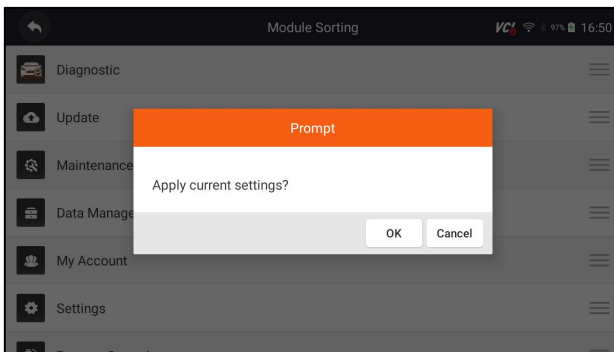 Module Sorting
VCI 97% 16:50
Diagnostic
Update
Prompt
Maintenance
Apply current settings?
Data Manage
OK Cancel
My Account
Settings